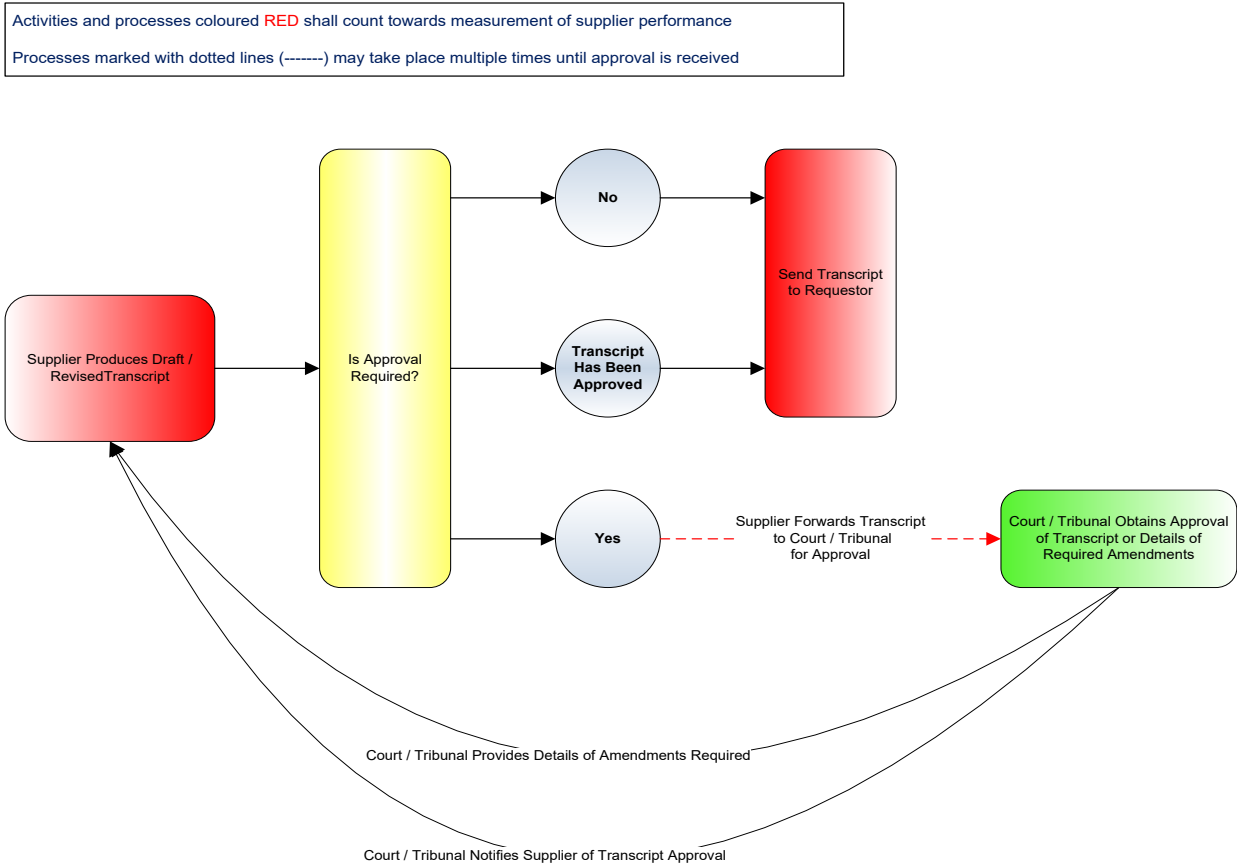 Activities and processes coloured RED shall count towards measurement of supplier performance
Processes marked with dotted lines (-------) may take place multiple times until approval is received
No
Send Transcript
to Requestor
Supplier Produces Draft /
RevisedTranscript
Is Approval
Required?
Transcript
Has Been
Approved
Yes
Supplier Forwards Transcript
to Court / Tribunal
for Approval
Court / Tribunal Obtains Approval
of Transcript or Details of
Required Amendments
Court / Tribunal Provides Details of Amendments Required
Court / Tribunal Notifies Supplier of Transcript Approval